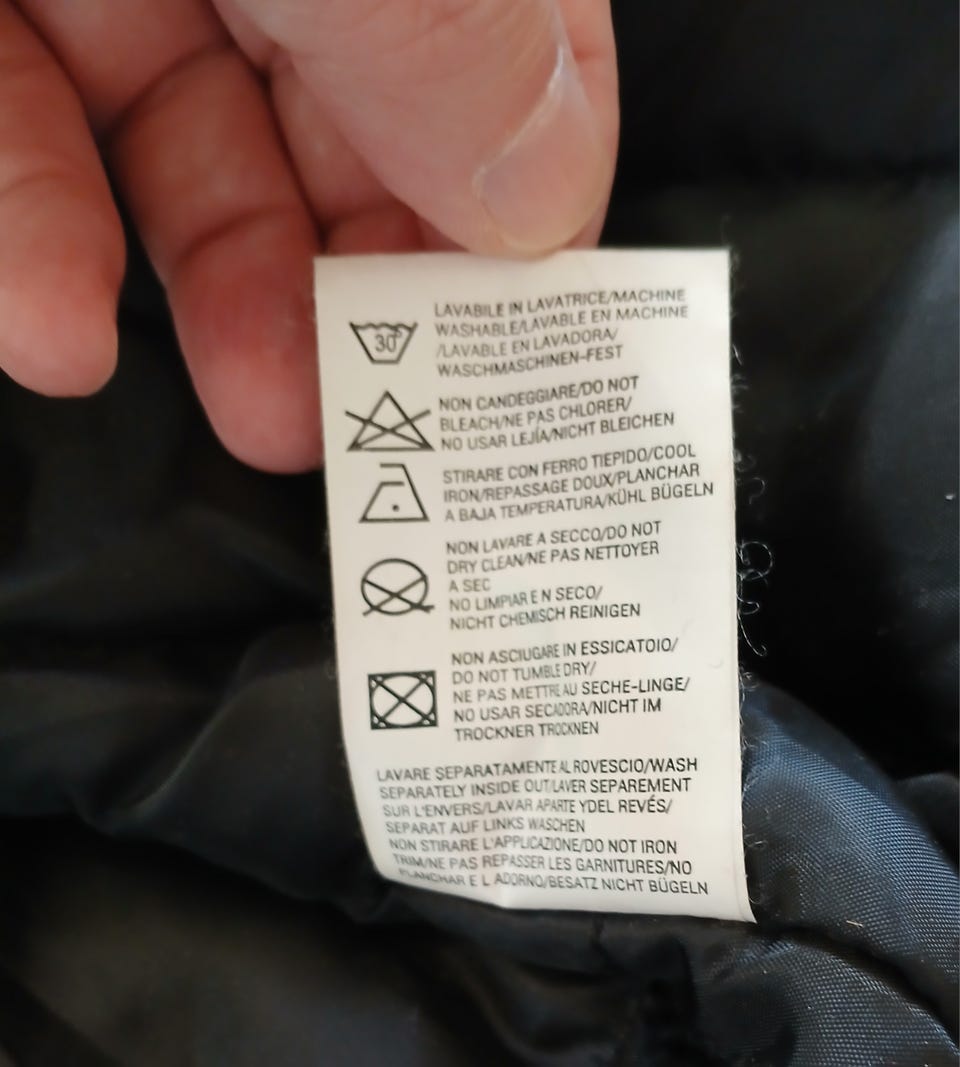 30°
LAVABILE IN LAVATRICE/MACHINE
WASHABLE/LAVABLE EN MACHINE
/LAVABLE EN LAVADORA/
WASCHMASCHINEN-FEST
NON CANDEGGIARE/DO NOT
BLEACH/NE PAS CHLORER/
NO USAR LEJÍA/NICHT BLEICHEN
STIRARE CON FERRO TIEPIDO/COOL
IRON/REPASSAGE DOUX/PLANCHAR
A BAJA TEMPERATURA/KÜHL BÜGELN
NON LAVARE A SECCO/DO NOT
DRY CLEAN/NE PAS NETTOYER
A SEC
NO LIMPIAR E N SECO/
NICHT CHEMISCH REINIGEN
NON ASCIUGARE IN ESSICATOIO/
DO NOT TUMBLE DRY/
NE PAS METTRE AU SECHE-LINGE/
NO USAR SECADORA/NICHT IM
TROCKNER TROCKNEN
LAVARE SEPARATAMENTE AL ROVESCIO/WASH
SEPARATELY INSIDE OUT/LAVER SEPAREMENT
SUR L'ENVERS/LAVAR APARTE YDEL REVÉS/
SEPARAT AUF LINKS WASCHEN
NON STIRARE L'APPLICAZIONE/DO NOT IRON
TRIM/NE PAS REPASSER LES GARNITURES/NO
PLANCHAR E L ADORNO/BESATZ NICHT BÜGELN